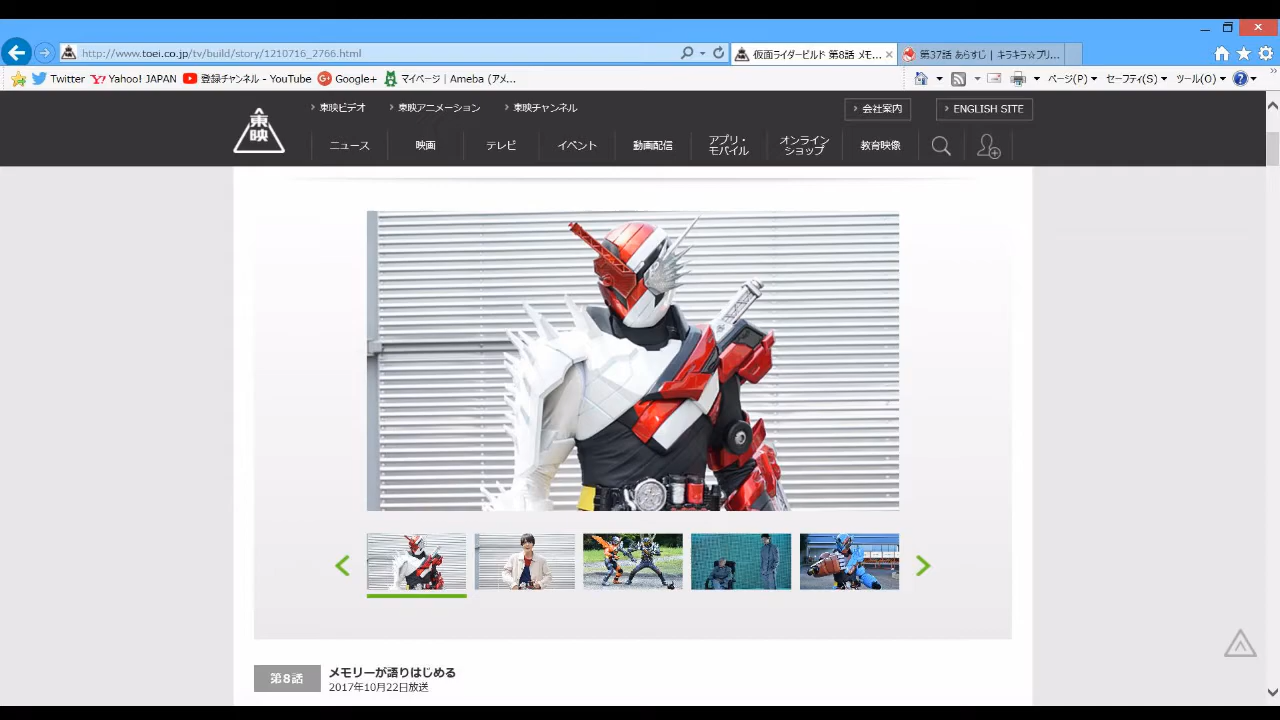 http://www.toei.co.jp/tv/build/story/1210716_2766.html
仮面ライダービルド 第8話 メモ...
第37話 あらすじ | キラキラ☆プリ...
Twitter
Yahoo! JAPAN
登録チャンネル - YouTube
Google+
マイページ｜Ameba (アメ...
ページ(P)
セーフティ(S)
ツール(O)
東映
東映ビデオ
東映アニメーション
東映チャンネル
会社案内
ENGLISH SITE
ニュース
映画
テレビ
イベント
動画配信
アプリ・
モバイル
オンライン
ショップ
教育映像
第8話
メモリーが語りはじめる
2017年10月22日放送